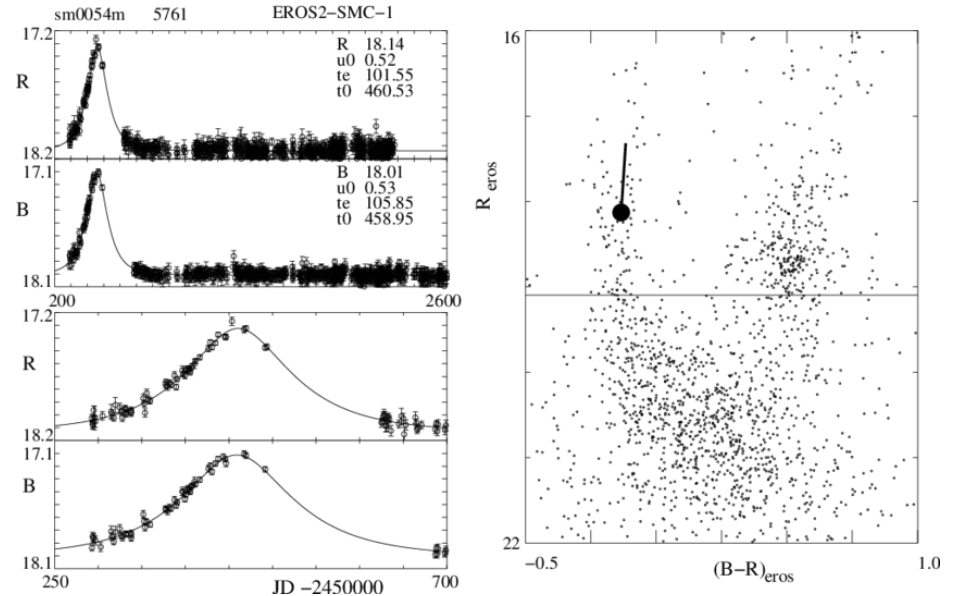 sm0054m 5761 EROS2-SMC-1
17.2
R
18.2
R 18.14
u0 0.52
te 101.55
t0 460.53
17.1
B
18.1
B 18.01
u0 0.53
te 105.85
t0 458.95
200 2600
17.2
R
18.2
17.1
B
18.1
250 700
JD -2450000
16
R eros
22
-0.5 1.0
(B-R)eros